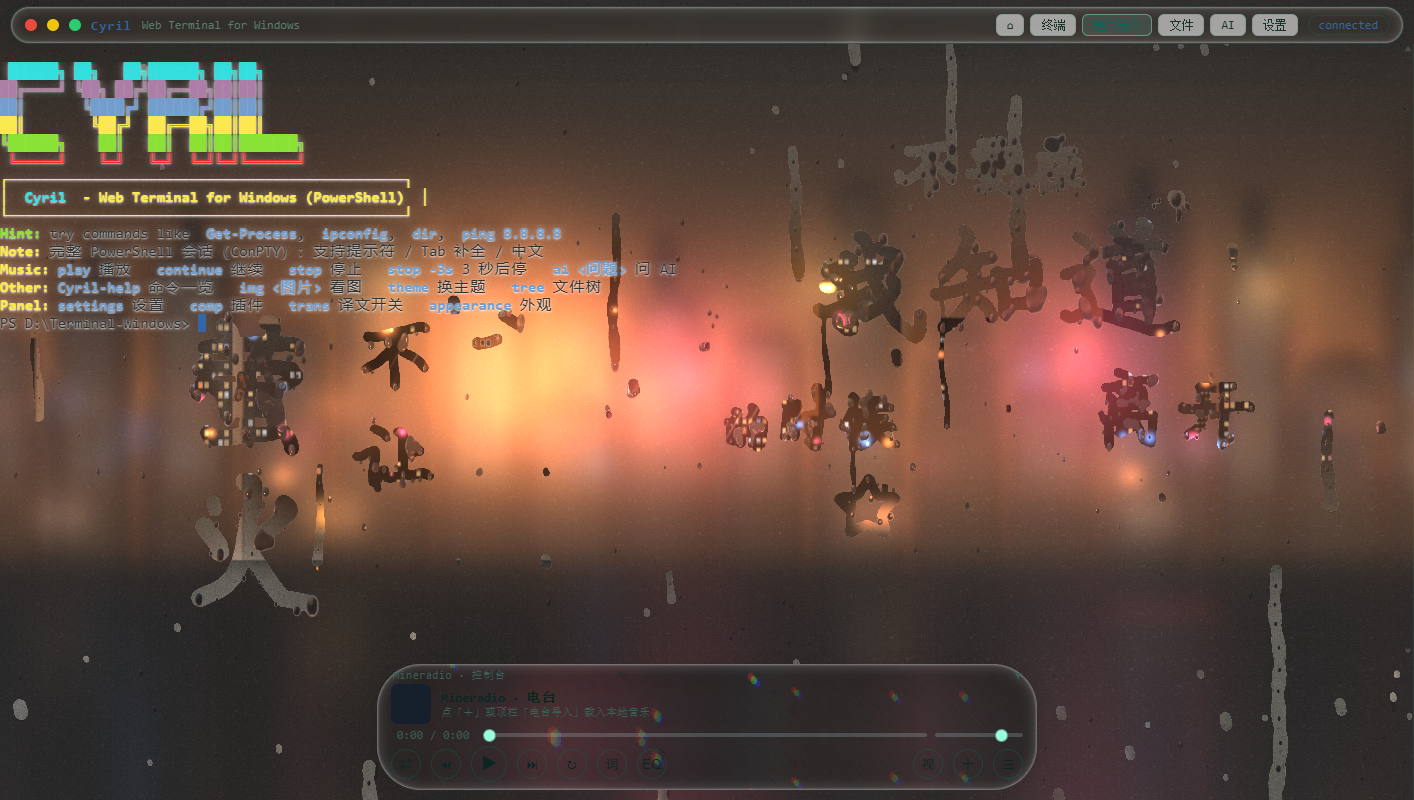 Cyril Web Terminal for Windows
⌂ 终端 文件 AI 设置 connected
CYRIL
Cyril - Web Terminal for Windows (PowerShell)
Hint: try commands like Get-Process, ipconfig, dir, ping 8.8.8.8
Note: 完整 PowerShell 会话 (ConPTY) : 支持提示符 / Tab 补全 / 中文
Music: play 播放 continue 继续 stop 停止 stop -3s 3 秒后停 ai <问题> 问 AI
Other: Cyril-help 命令一览 img <图片> 看图 theme 换主题 tree 文件树
Panel: settings 设置 comp 插件 trans 译文开关 appearance 外观
PS D:\Terminal-Windows>
我知道
不
让
离开
火
Mineradio · 控制台
Mineradio · 电台
点「＋」或顶栏「电台导入」载入本地音乐
0:00 / 0:00
词 EQ 视